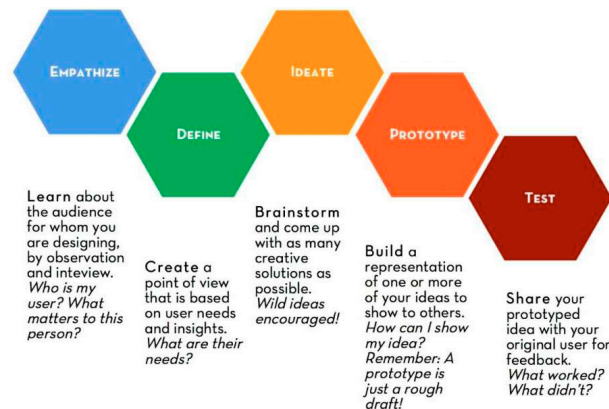 EMPATHIZE
DEFINE
IDEATE
PROTOTYPE
TEST
Learn about
the audience
for whom you
are designing,
by observation
and inteview.
Who is my
user? What
matters to this
person?
Create a
point of view
that is based
on user needs
and insights.
What are their
needs?
Brainstorm
and come up
with as many
creative
solutions as
possible.
Wild ideas
encouraged!
Build a
representation
of one or more
of your ideas to
show to others.
How can I show
my idea?
Remember: A
prototype is
just a rough
draft!
Share your
prototyped
idea with your
original user for
feedback.
What worked?
What didn't?